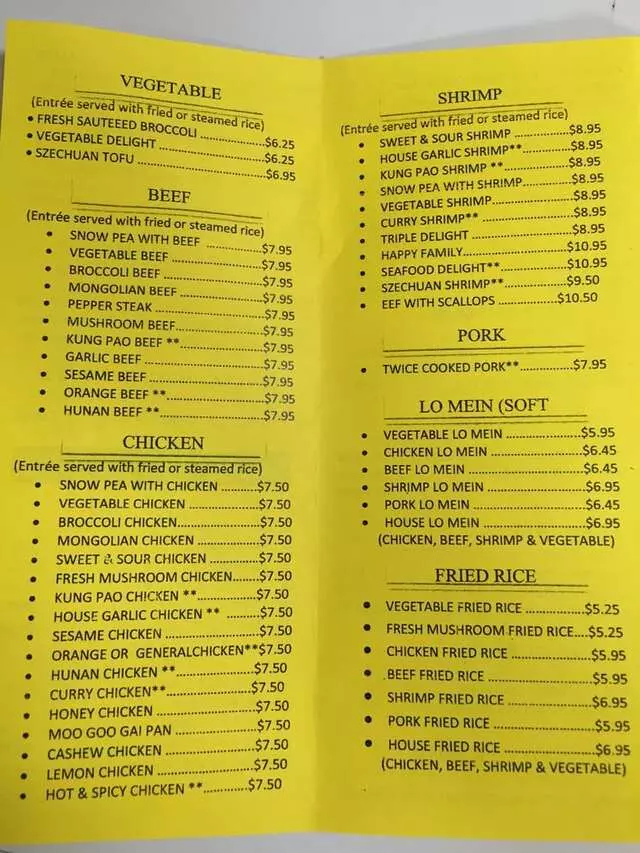 VEGETABLE
(Entrée served with fried or steamed rice)
• FRESH SAUTEEED BROCCOLI ...............$6.25
• VEGETABLE DELIGHT .........................$6.25
• SZECHUAN TOFU ..............................$6.95
BEEF
(Entrée served with fried or steamed rice)
• SNOW PEA WITH BEEF ...................$7.95
• VEGETABLE BEEF ............................$7.95
• BROCCOLI BEEF ..............................$7.95
• MONGOLIAN BEEF .........................$7.95
• PEPPER STEAK ................................$7.95
• MUSHROOM BEEF..........................$7.95
• KUNG PAO BEEF ** .........................$7.95
• GARLIC BEEF ..................................$7.95
• SESAME BEEF .................................$7.95
• ORANGE BEEF ** ............................$7.95
• HUNAN BEEF **..............................$7.95
CHICKEN
(Entrée served with fried or steamed rice)
• SNOW PEA WITH CHICKEN ..........$7.50
• VEGETABLE CHICKEN ...................$7.50
• BROCCOLI CHICKEN.....................$7.50
• MONGOLIAN CHICKEN ................$7.50
• SWEET & SOUR CHICKEN .............$7.50
• FRESH MUSHROOM CHICKEN.......$7.50
• KUNG PAO CHICKEN **................$7.50
• HOUSE GARLIC CHICKEN ** .........$7.50
• SESAME CHICKEN ........................$7.50
• ORANGE OR GENERALCHICKEN**$7.50
• HUNAN CHICKEN **.....................$7.50
• CURRY CHICKEN**.......................$7.50
• HONEY CHICKEN .........................$7.50
• MOO GOO GAI PAN ....................$7.50
• CASHEW CHICKEN .......................$7.50
• LEMON CHICKEN .........................$7.50
• HOT & SPICY CHICKEN **.............$7.50
SHRIMP
(Entrée served with fried or steamed rice)
• SWEET & SOUR SHRIMP ...............$8.95
• HOUSE GARLIC SHRIMP**.............$8.95
• KUNG PAO SHRIMP **..................$8.95
• SNOW PEA WITH SHRIMP.............$8.95
• VEGETABLE SHRIMP.....................$8.95
• CURRY SHRIMP**.........................$8.95
• TRIPLE DELIGHT ..........................$8.95
• HAPPY FAMILY.............................$10.95
• SEAFOOD DELIGHT**....................$10.95
• SZECHUAN SHRIMP**...................$9.50
• EEF WITH SCALLOPS ..................$10.50
PORK
• TWICE COOKED PORK**...............$7.95
LO MEIN (SOFT
• VEGETABLE LO MEIN ....................$5.95
• CHICKEN LO MEIN ........................$6.45
• BEEF LO MEIN ..............................$6.45
• SHRIMP LO MEIN .........................$6.95
• PORK LO MEIN .............................$6.45
• HOUSE LO MEIN ..........................$6.95
(CHICKEN, BEEF, SHRIMP & VEGETABLE)
FRIED RICE
• VEGETABLE FRIED RICE ...............$5.25
• FRESH MUSHROOM FRIED RICE....$5.25
• CHICKEN FRIED RICE ...................$5.95
• BEEF FRIED RICE .........................$5.95
• SHRIMP FRIED RICE .....................$6.95
• PORK FRIED RICE ........................$5.95
• HOUSE FRIED RICE ......................$6.95
(CHICKEN, BEEF, SHRIMP & VEGETABLE)